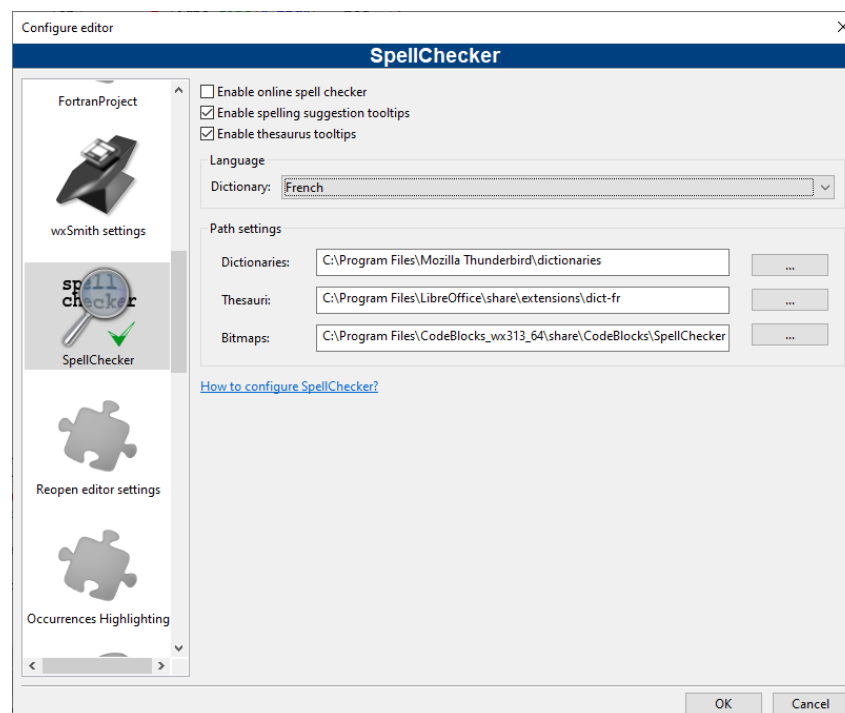 Configure editor
SpellChecker
FortranProject
wxSmith settings
spell
checker
SpellChecker
Reopen editor settings
Occurrences Highlighting
Enable online spell checker
Enable spelling suggestion tooltips
Enable thesaurus tooltips
Language
Dictionary: French
Path settings
Dictionaries: C:\Program Files\Mozilla Thunderbird\dictionaries ...
Thesauri: C:\Program Files\LibreOffice\share\extensions\dict-fr ...
Bitmaps: C:\Program Files\CodeBlocks_wx313_64\share\CodeBlocks\SpellChecker ...
How to configure SpellChecker?
OK Cancel